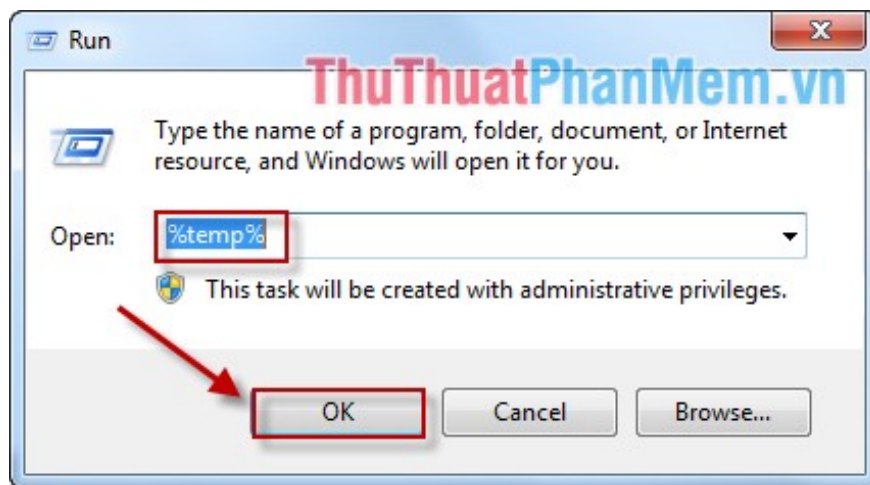 Run
ThuThuatPhanMem.vn
Type the name of a program, folder, document, or Internet
resource, and Windows will open it for you.
Open: %temp%
This task will be created with administrative privileges.
OK Cancel Browse...